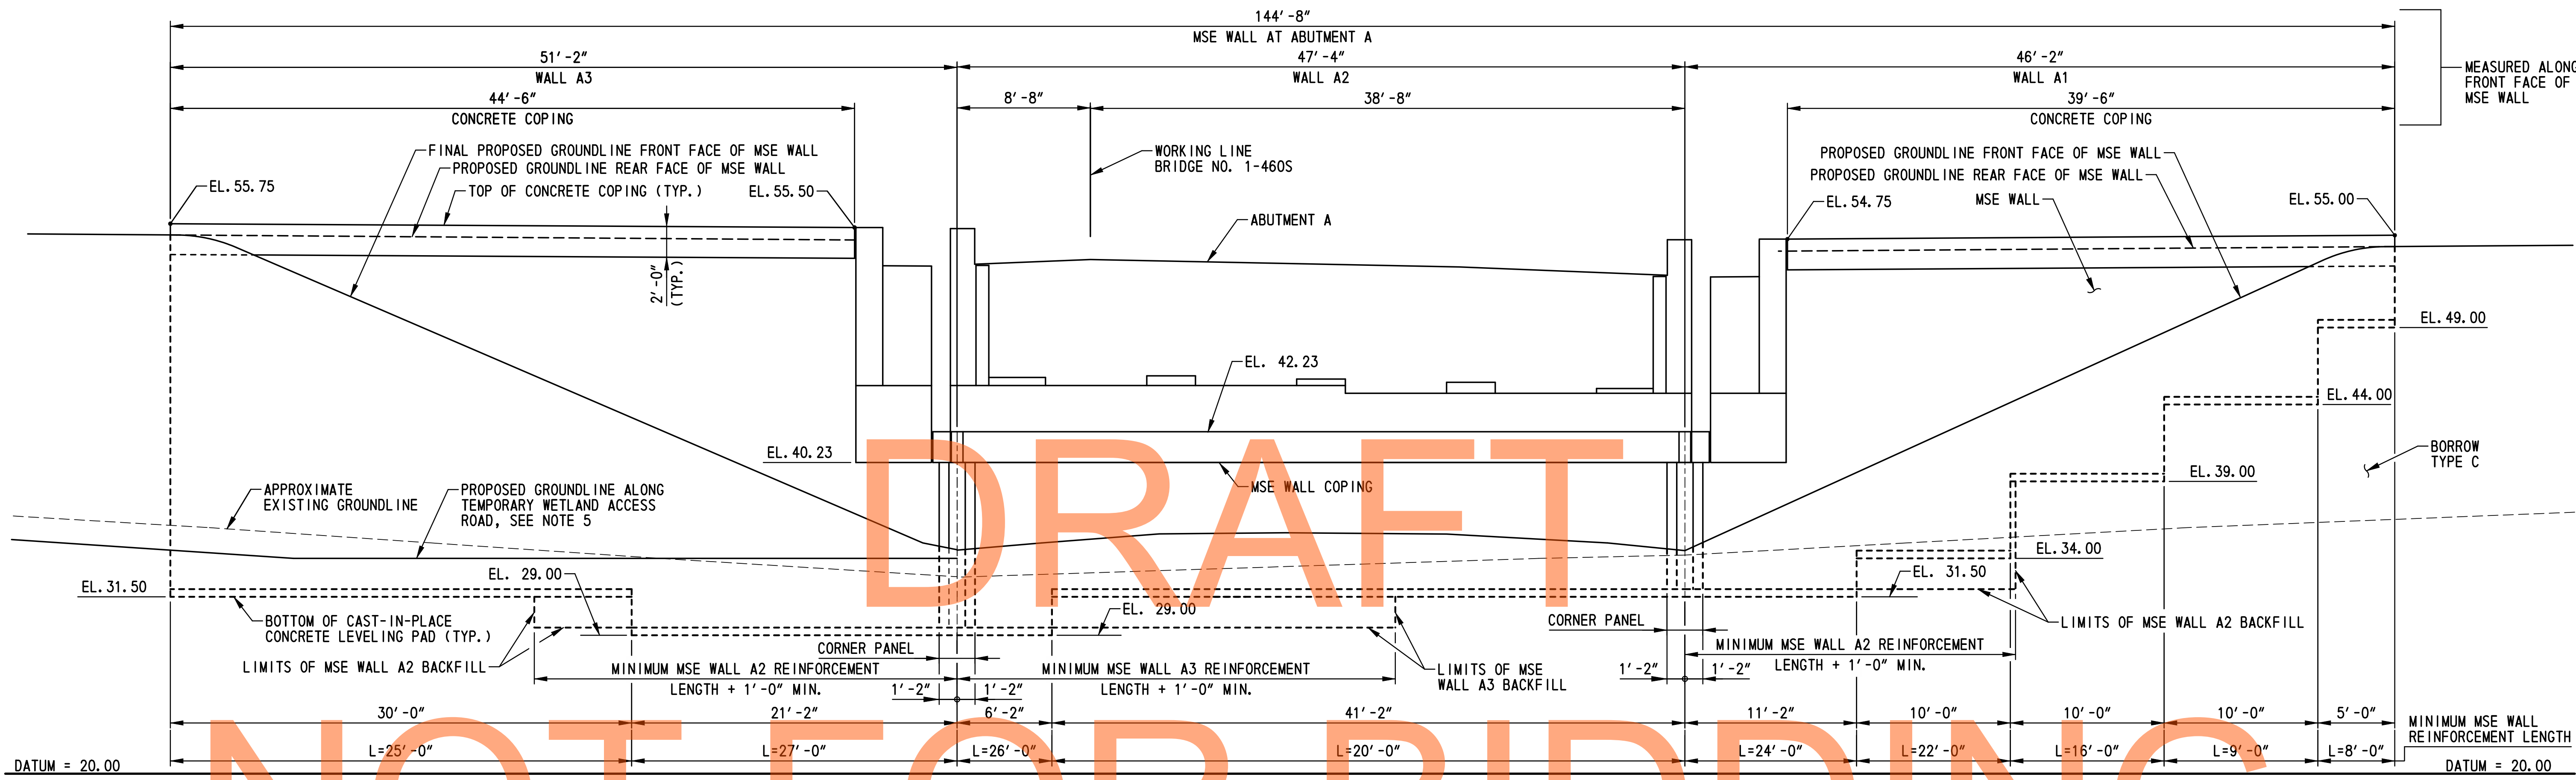 144'-8"
MSE WALL AT ABUTMENT A
51'-2"
WALL A3
47'-4"
WALL A2
46'-2"
WALL A1
MEASURED ALONG
FRONT FACE OF
MSE WALL
44'-6"
CONCRETE COPING
8'-8"
38'-8"
39'-6"
CONCRETE COPING
FINAL PROPOSED GROUNDLINE FRONT FACE OF MSE WALL
PROPOSED GROUNDLINE REAR FACE OF MSE WALL
TOP OF CONCRETE COPING (TYP.)
EL.55.75
EL.55.50
WORKING LINE
BRIDGE NO. 1-460S
PROPOSED GROUNDLINE FRONT FACE OF MSE WALL
PROPOSED GROUNDLINE REAR FACE OF MSE WALL
MSE WALL
EL.54.75
EL.55.00
ABUTMENT A
2'-0"
(TYP.)
EL.49.00
EL. 42.23
EL.44.00
EL.40.23
BORROW
TYPE C
EL.39.00
APPROXIMATE
EXISTING GROUNDLINE
PROPOSED GROUNDLINE ALONG
TEMPORARY WETLAND ACCESS
ROAD, SEE NOTE 5
MSE WALL COPING
DRAFT
EL.34.00
EL.31.50
EL. 29.00
EL. 31.50
EL. 29.00
BOTTOM OF CAST-IN-PLACE
CONCRETE LEVELING PAD (TYP.)
CORNER PANEL
LIMITS OF MSE WALL A2 BACKFILL
CORNER PANEL
LIMITS OF MSE WALL A2 BACKFILL
MINIMUM MSE WALL A2 REINFORCEMENT
LENGTH + 1'-0" MIN.
MINIMUM MSE WALL A3 REINFORCEMENT
LENGTH + 1'-0" MIN.
LIMITS OF MSE
WALL A3 BACKFILL
MINIMUM MSE WALL A2 REINFORCEMENT
LENGTH + 1'-0" MIN.
1'-2"
1'-2"
1'-2"
1'-2"
30'-0"
21'-2"
6'-2"
41'-2"
11'-2"
10'-0"
10'-0"
10'-0"
5'-0"
MINIMUM MSE WALL
REINFORCEMENT LENGTH
L=25'-0"
L=27'-0"
L=26'-0"
L=20'-0"
L=24'-0"
L=22'-0"
L=16'-0"
L=9'-0"
L=8'-0"
NOT FOR BIDDING
DATUM = 20.00
DATUM = 20.00